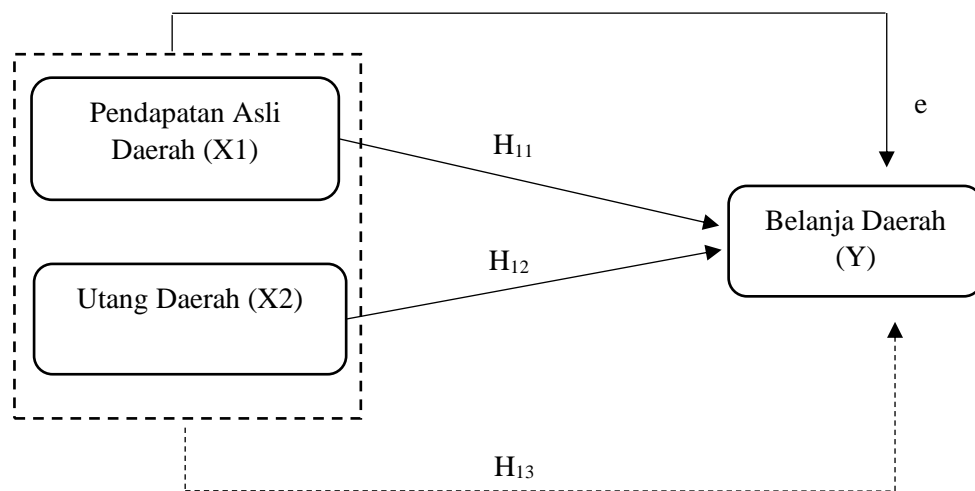 Pendapatan Asli
Daerah (X1)
e
H₁₁
Belanja Daerah
(Y)
H₁₂
Utang Daerah (X2)
H₁₃